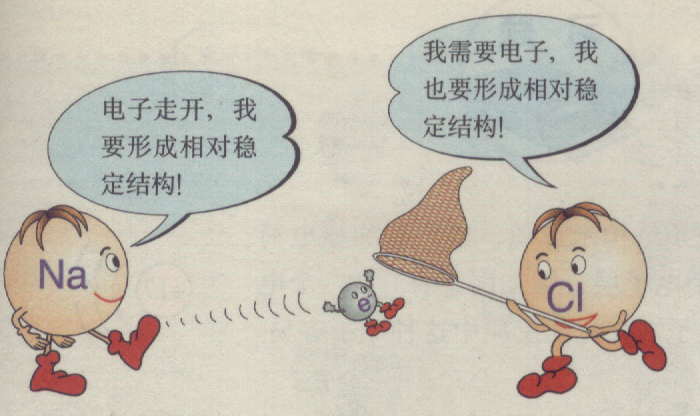 电子走开，我
要形成相对稳
定结构!
我需要电子，我
也要形成相对稳
定结构!
Na
e
Cl